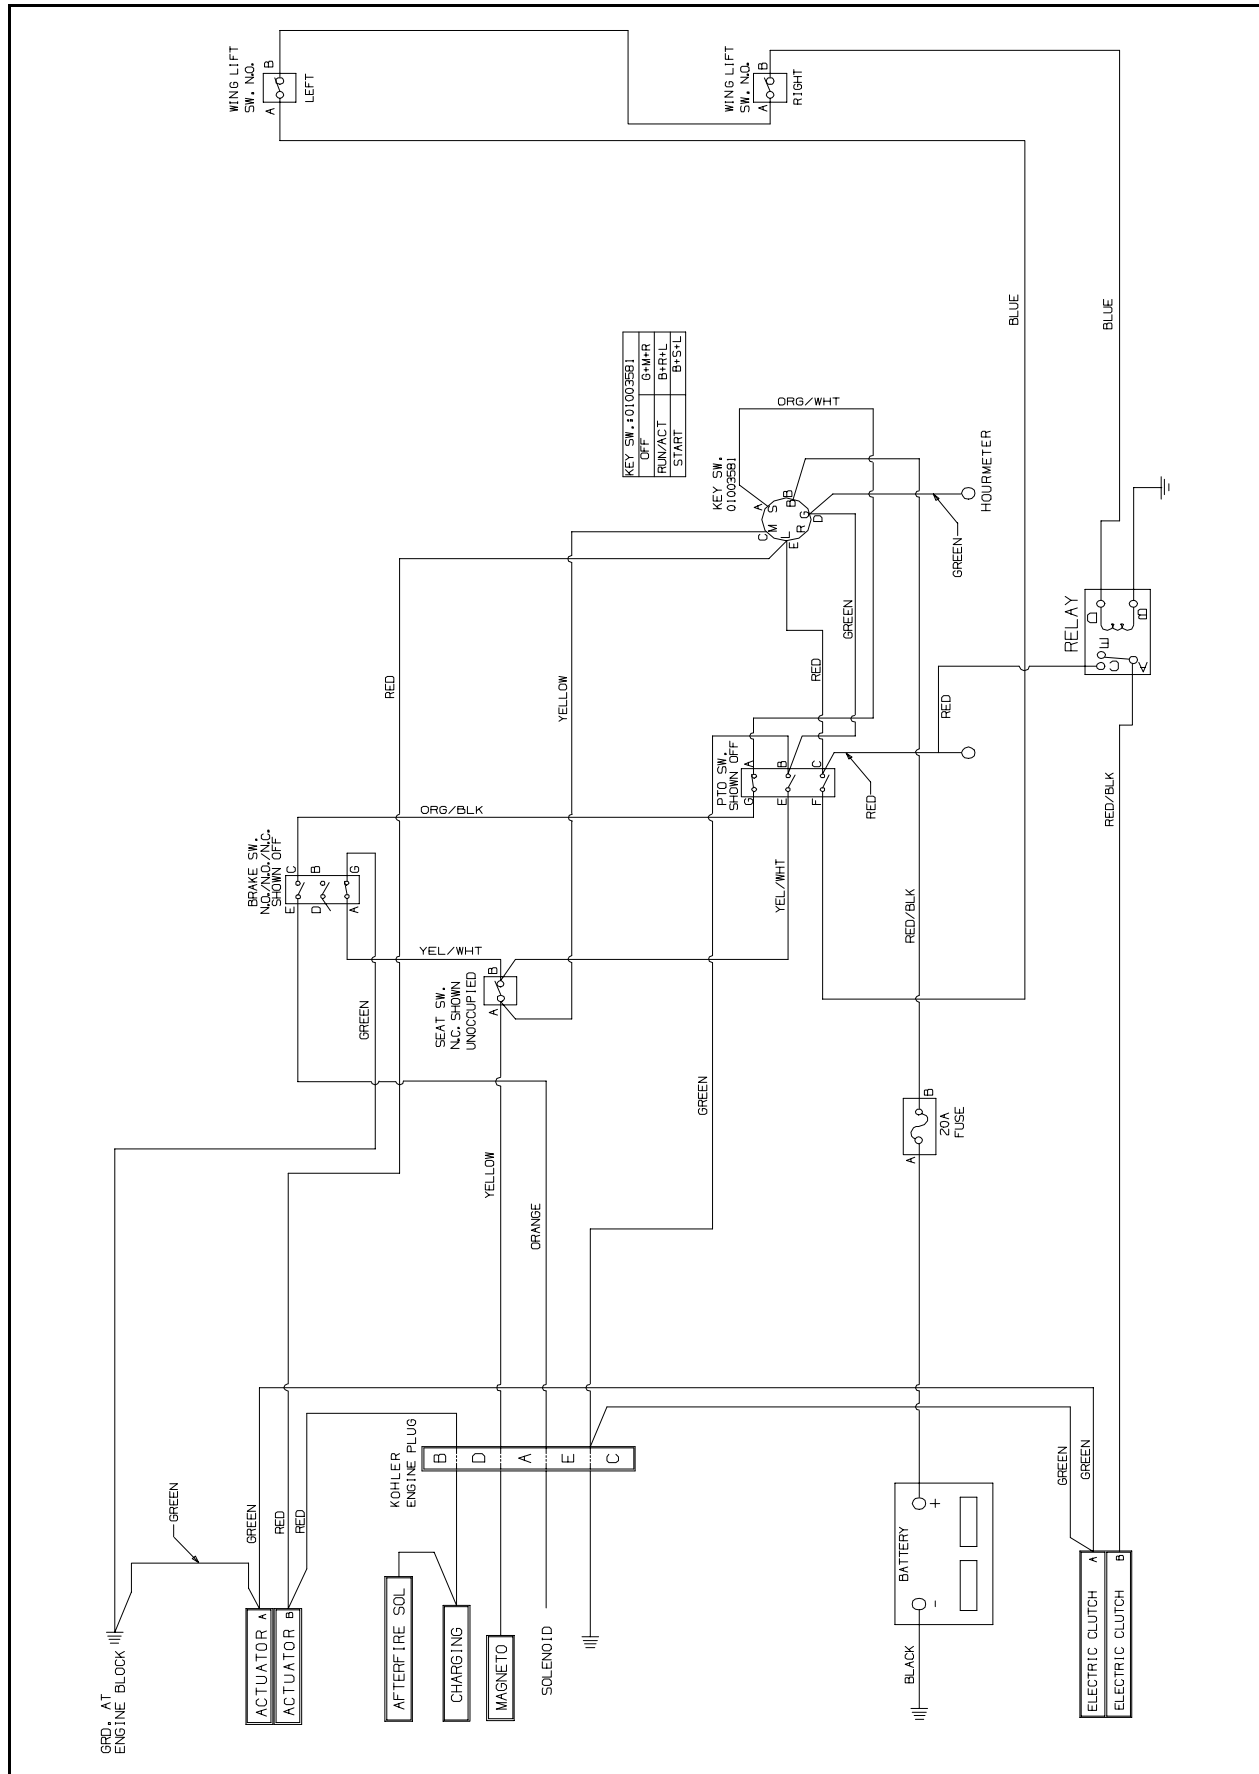 WING LIFT
SW. N.O.
A
B
LEFT
WING LIFT
SW. N.O.
A
B
RIGHT
BLUE
BLUE
KEY SW.:01003581
OFF G+M+R
RUN/ACT B+R+L
START B+S+L
ORG/WHT
KEY SW.
01003581
A
S
B
B
C
M
G
D
L
R
E
HOURMETER
GREEN
GREEN
RED
YELLOW
RED
RELAY
D
B
E
C
A
RED
RED
RED/BLK
PTO SW.
SHOWN OFF
G
A
E
B
F
C
ORG/BLK
BRAKE SW.
N.O./N.O./N.C.
SHOWN OFF
E
C
D
B
A
G
YEL/WHT
YEL/WHT
RED/BLK
SEAT SW.
N.C. SHOWN
UNOCCUPIED
A
B
GREEN
GREEN
20A
FUSE
A
B
YELLOW
ORANGE
KOHLER
ENGINE PLUG
B
D
A
E
C
GREEN
GREEN
RED
RED
GREEN
GREEN
GRD. AT
ENGINE BLOCK
ACTUATOR A
ACTUATOR B
AFTERFIRE SOL
CHARGING
MAGNETO
SOLENOID
BATTERY
-
+
BLACK
ELECTRIC CLUTCH A
ELECTRIC CLUTCH B